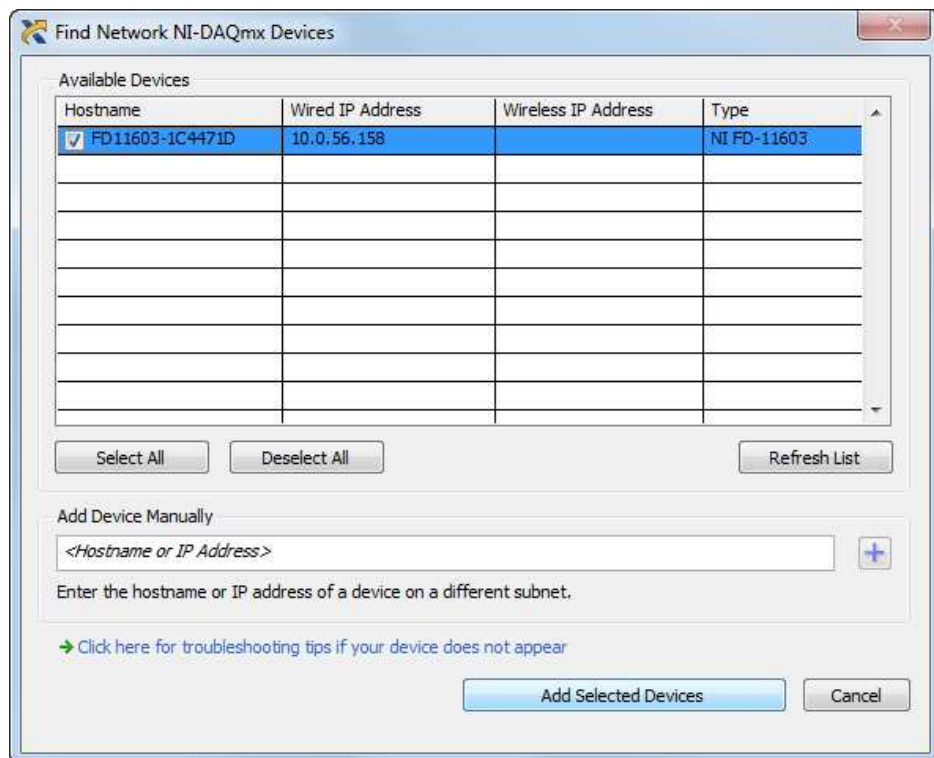 Find Network NI-DAQmx Devices
Available Devices
Hostname Wired IP Address Wireless IP Address Type
FD11603-1C4471D 10.0.56.158 NI FD-11603
Select All Deselect All Refresh List
Add Device Manually
<Hostname or IP Address>
Enter the hostname or IP address of a device on a different subnet.
Click here for troubleshooting tips if your device does not appear
Add Selected Devices Cancel